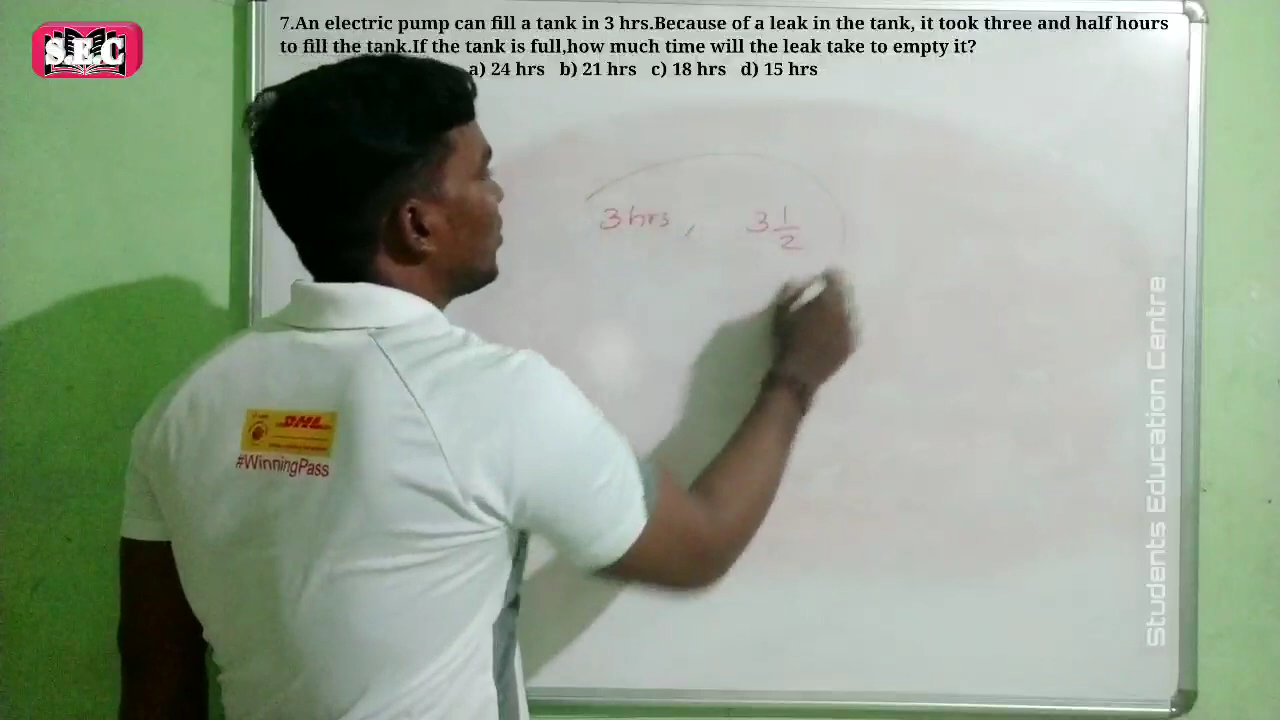 7.An electric pump can fill a tank in 3 hrs.Because of a leak in the tank, it took three and half hours
to fill the tank.If the tank is full,how much time will the leak take to empty it?
a) 24 hrs b) 21 hrs c) 18 hrs d) 15 hrs
S.E.C
3 hrs, 3 1/2
DHL
#WinningPass
Students Education Centre